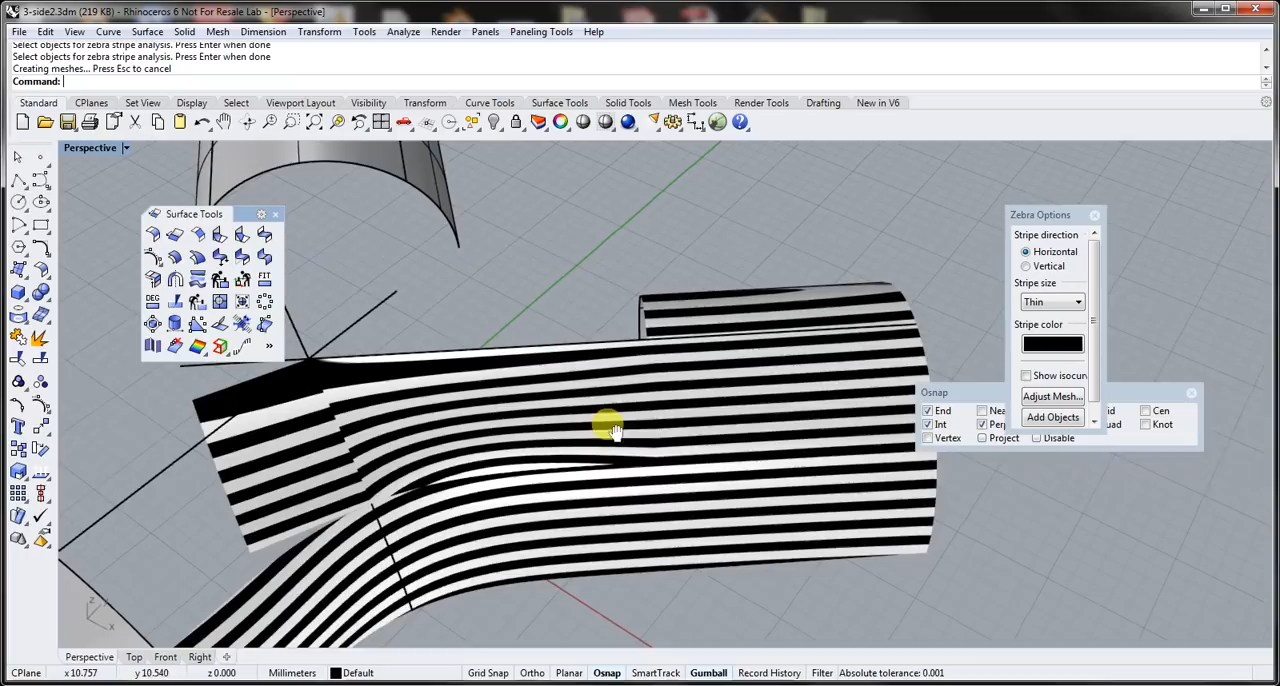 3-side2.3dm (219 KB) - Rhinoceros 6 Not For Resale Lab - [Perspective]
File Edit View Curve Surface Solid Mesh Dimension Transform Tools Analyze Render Panels Paneling Tools Help
Select objects for zebra stripe analysis. Press Enter when done
Select objects for zebra stripe analysis. Press Enter when done
Creating meshes... Press Esc to cancel
Command:
Standard CPlanes Set View Display Select Viewport Layout Visibility Transform Curve Tools Surface Tools Solid Tools Mesh Tools Render Tools Drafting New in V6
Perspective
Surface Tools
FIT
DEG
Zebra Options
Stripe direction
Horizontal
Vertical
Stripe size
Thin
Stripe color
Show isocur
Adjust Mesh...
Add Objects
Osnap
End Nea id Cen
Int Perp uad Knot
Vertex Project Disable
z
x
Perspective Top Front Right
CPlane x 10.757 y 10.540 z 0.000 Millimeters Default Grid Snap Ortho Planar Osnap SmartTrack Gumball Record History Filter Absolute tolerance: 0.001